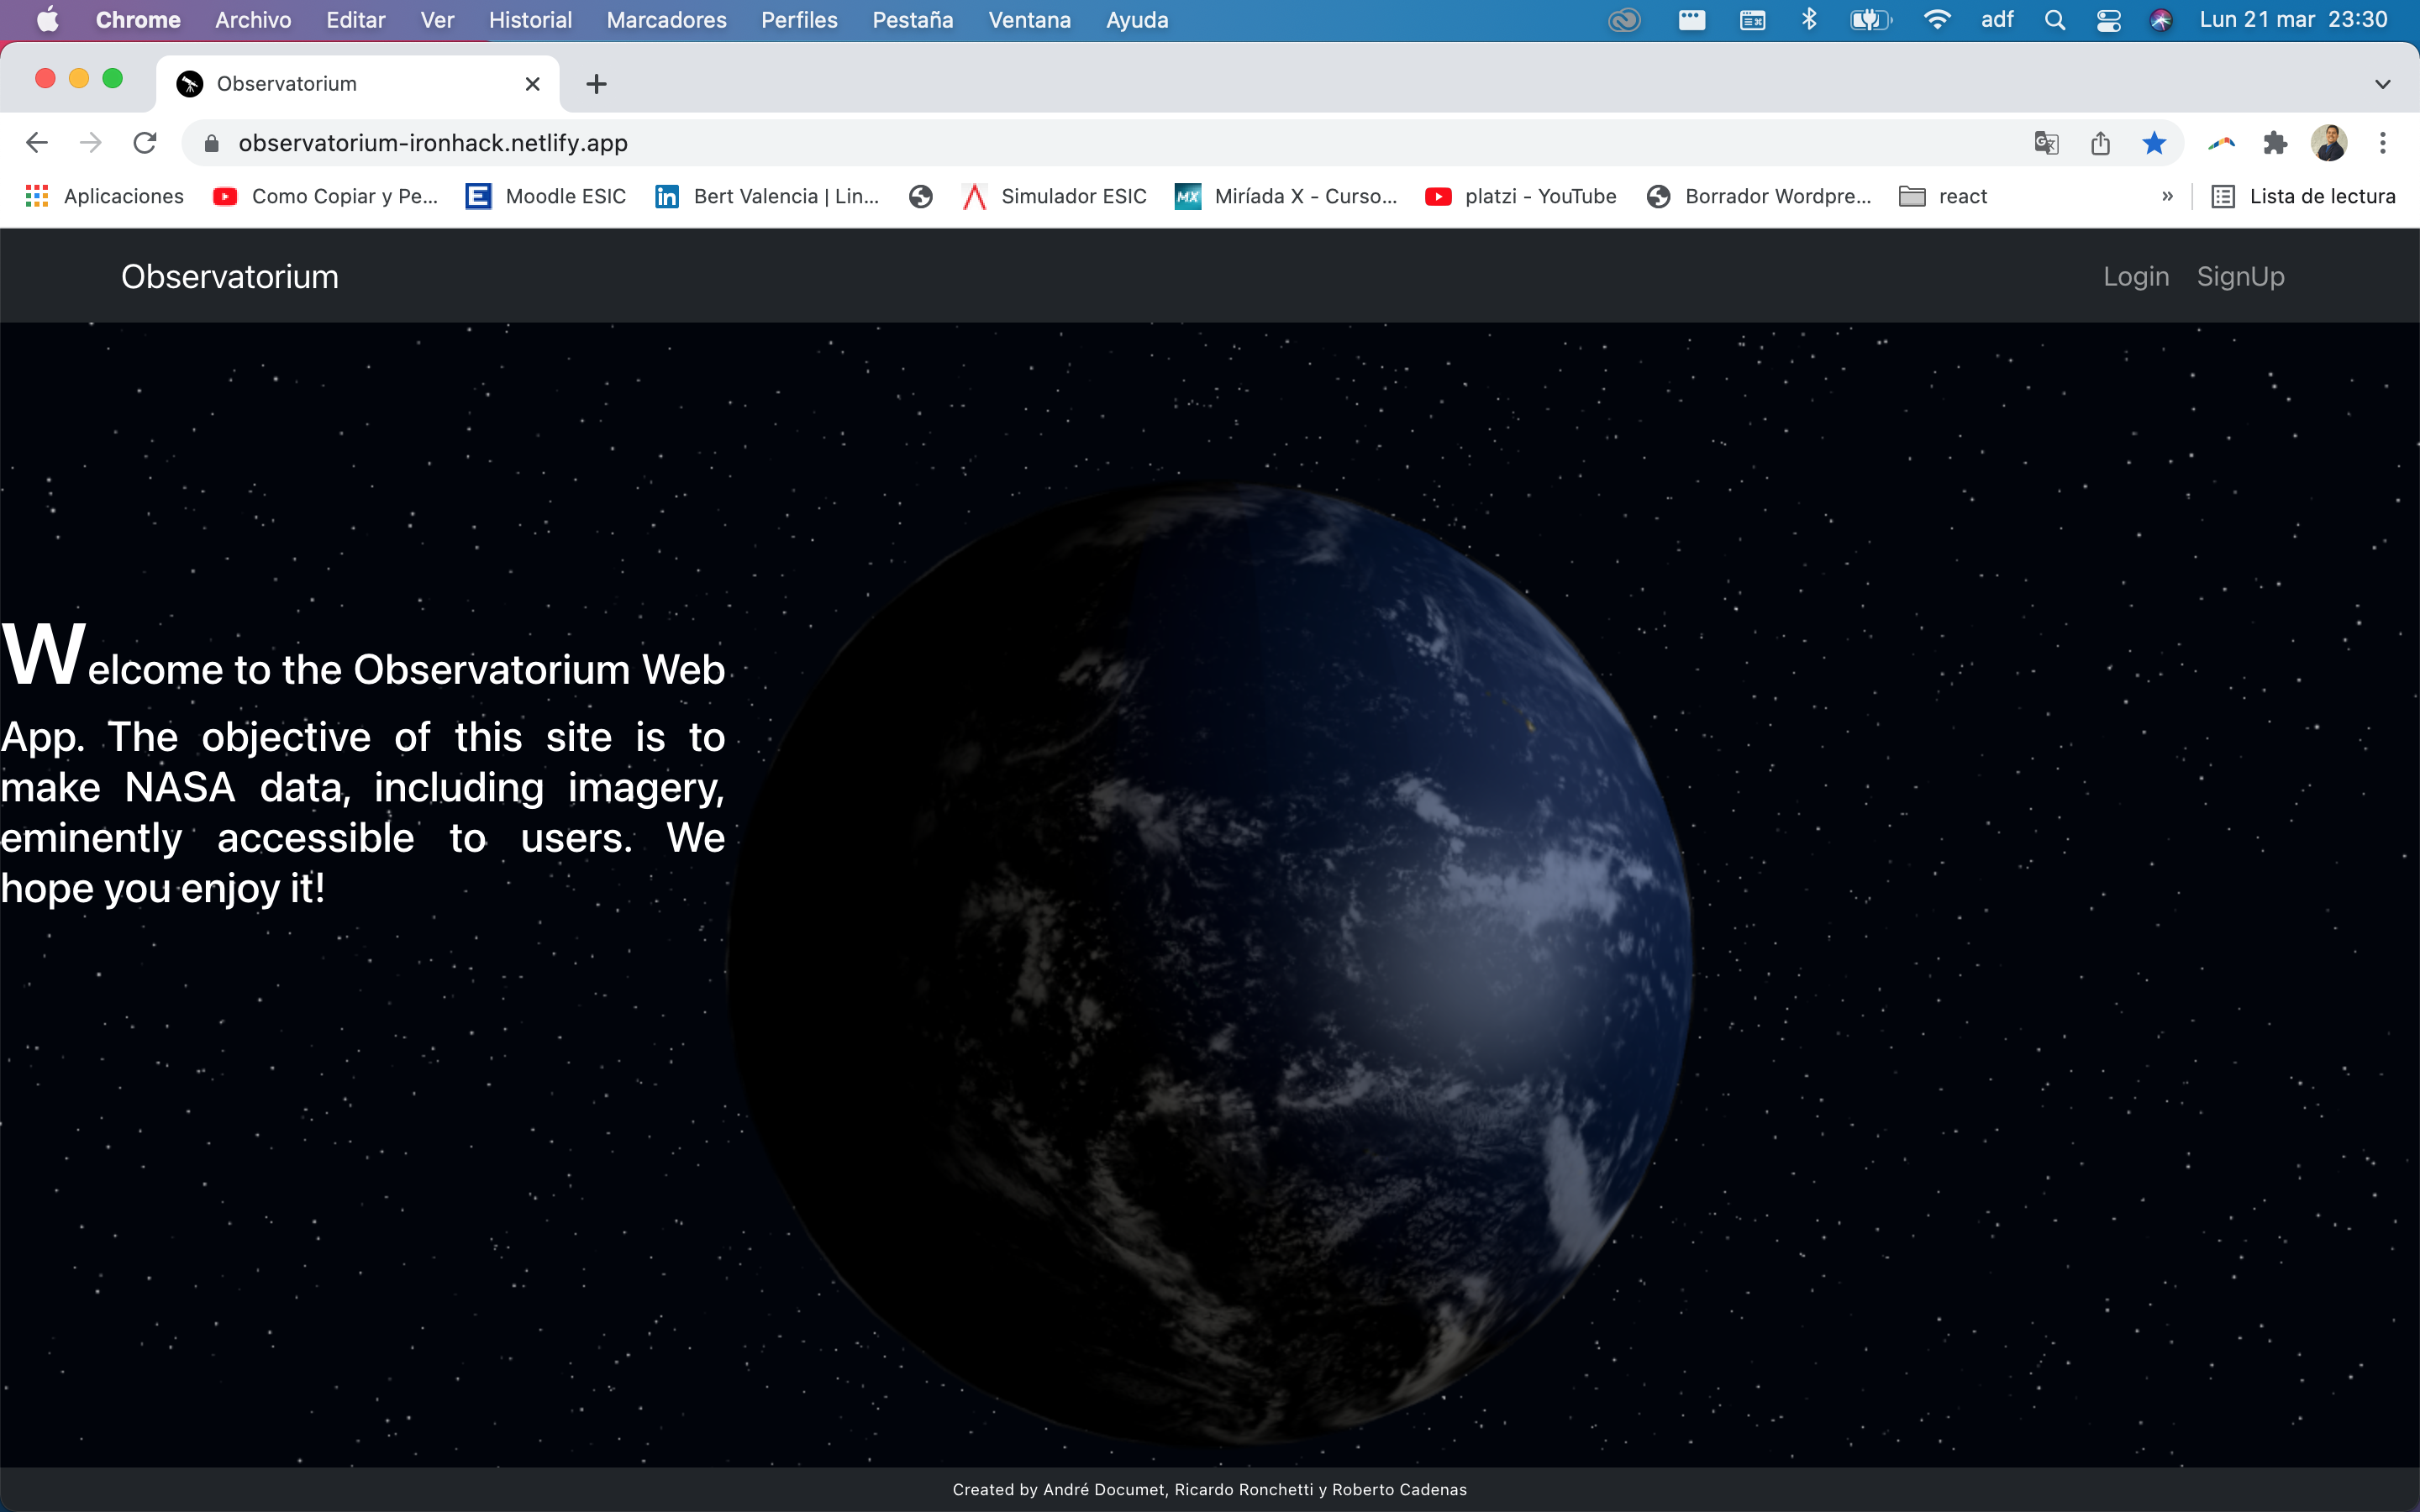 Chrome Archivo Editar Ver Historial Marcadores Perfiles Pestaña Ventana Ayuda adf Lun 21 mar 23:30
Observatorium
observatorium-ironhack.netlify.app
Aplicaciones Como Copiar y Pe... E Moodle ESIC in Bert Valencia | Lin... Simulador ESIC MX Miríada X - Curso... platzi - YouTube Borrador Wordpre... react » Lista de lectura
Observatorium Login SignUp
Welcome to the Observatorium Web
App. The objective of this site is to
make NASA data, including imagery,
eminently accessible to users. We
hope you enjoy it!
Created by André Documet, Ricardo Ronchetti y Roberto Cadenas